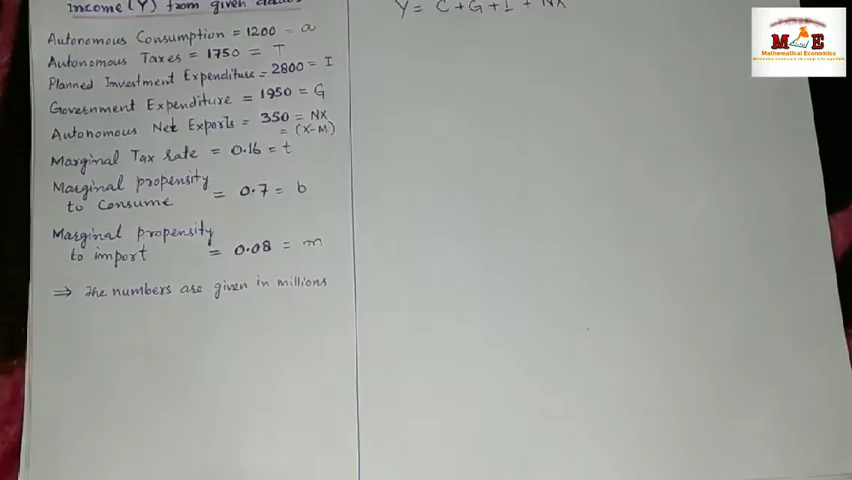 Income (Y) from given
Autonomous Consumption = 1200 = a
Autonomous Taxes = 1750 = T
Planned Investment Expenditure = 2800 = I
Government Expenditure = 1950 = G
Autonomous Net Exports = 350 = NX
= (X-M)
Marginal Tax rate = 0.16 = t
Marginal propensity
to Consume = 0.7 = b
Marginal propensity
to import = 0.08 = m
⇒ The numbers are given in millions
Y = C + G + I + NX
M E
Mathematical Economics